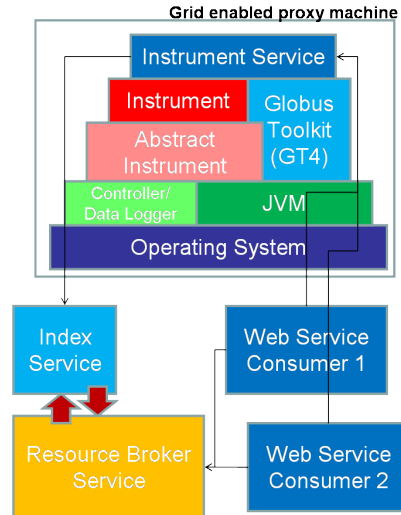 Grid enabled proxy machine
Instrument Service
Instrument
Globus
Toolkit
(GT4)
Abstract
Instrument
Controller/
Data Logger
JVM
Operating System
Index
Service
Web Service
Consumer 1
Resource Broker
Service
Web Service
Consumer 2